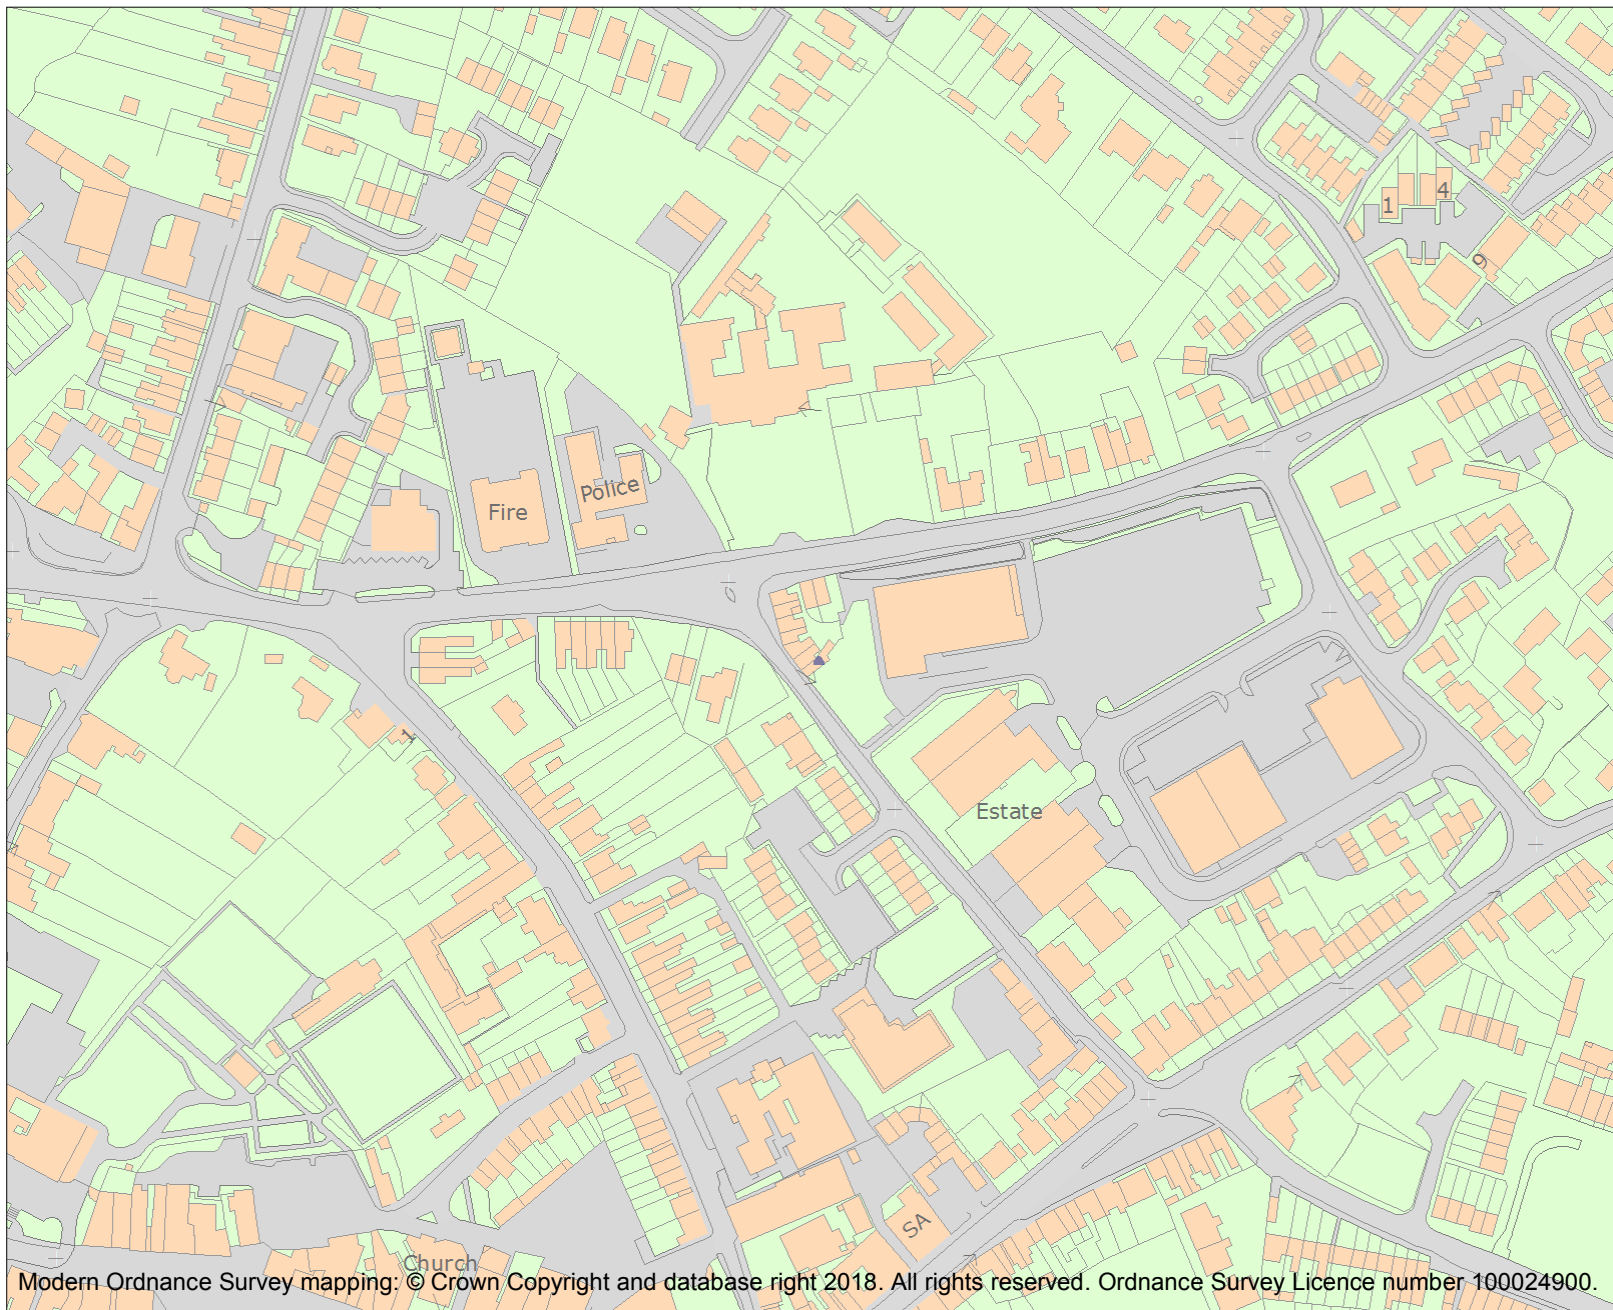 4
1
9
Police
Fire
1
Estate
SA
Church
Modern Ordnance Survey mapping: © Crown Copyright and database right 2018. All rights reserved. Ordnance Survey Licence number 100024900.